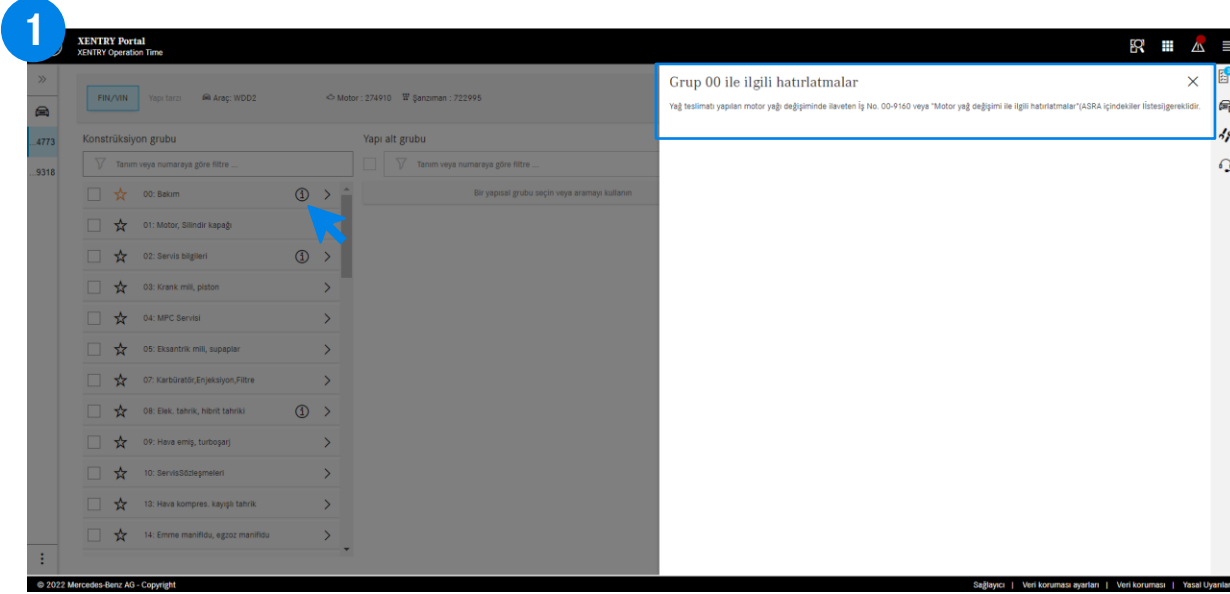 1
XENTRY Portal
XENTRY Operation Time
FIN/VIN Yapı tarzı Araç: WDD2 Motor : 274910 Şanzıman : 722995
...4773
...9318
Konstrüksiyon grubu
Tanım veya numaraya göre filtre ...
00: Bakım
01: Motor, Silindir kapağı
02: Servis bilgileri
03: Krank mili, piston
04: MPC Servisi
05: Eksantrik mili, supaplar
07: Karbüratör,Enjeksiyon,Filtre
08: Elek. tahrik, hibrit tahriki
09: Hava emiş, turboşarj
10: ServisSözleşmeleri
13: Hava kompres. kayışlı tahrik
14: Emme manifldu, egzoz manifldu
Yapı alt grubu
Tanım veya numaraya göre filtre ...
Bir yapısal grubu seçin veya aramayı kullanın
Grup 00 ile ilgili hatırlatmalar
Yağ teslimatı yapılan motor yağı değişiminde ilaveten İş No. 00-9160 veya "Motor yağ değişimi ile ilgili hatırlatmalar"(ASRA içindekiler listesi)gereklidir.
© 2022 Mercedes-Benz AG - Copyright
Sağlayıcı | Veri koruması ayarları | Veri koruması | Yasal Uyarılar